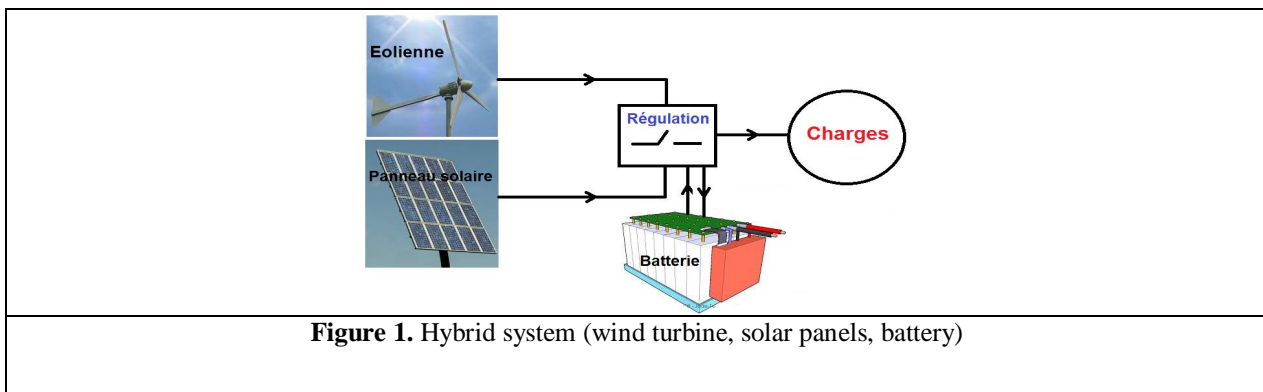 Eolienne
Régulation
Charges
Panneau solaire
Batterie
Figure 1. Hybrid system (wind turbine, solar panels, battery)